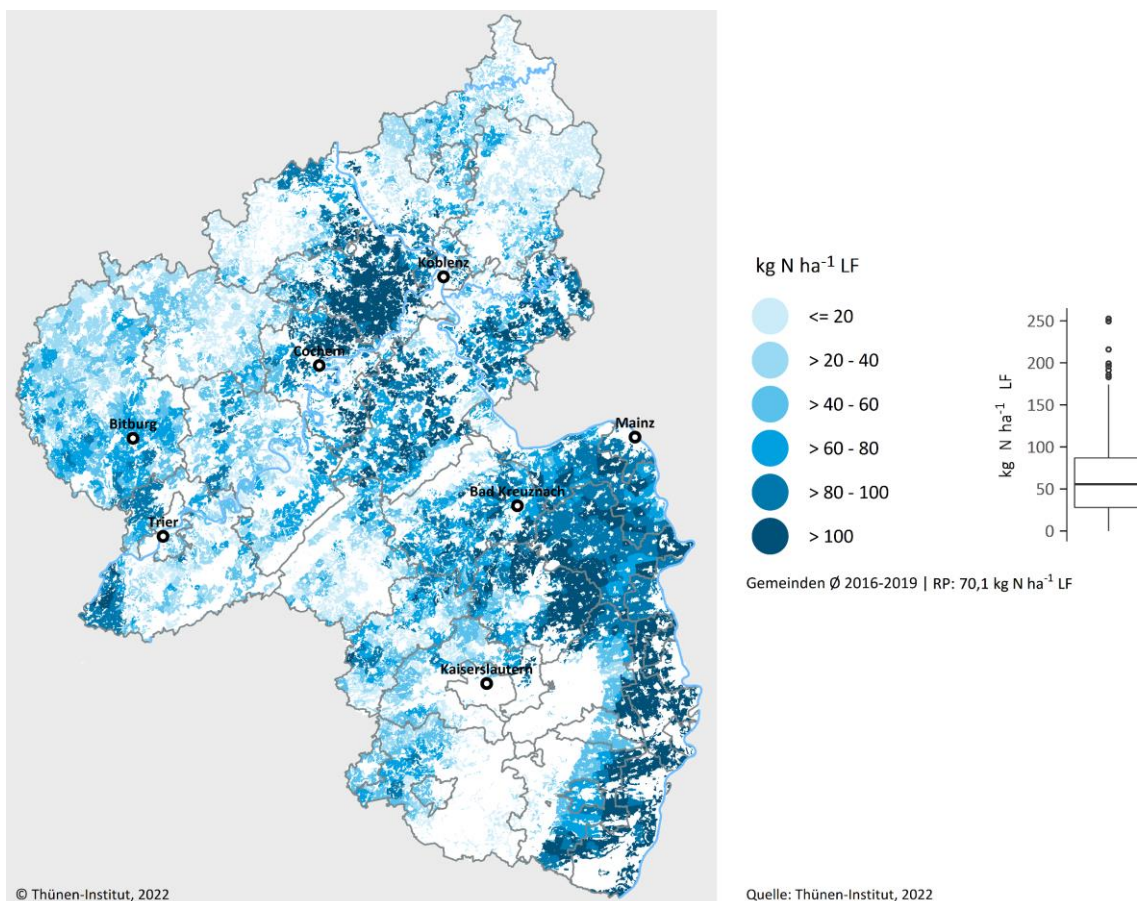 Koblenz
Cochem
Bitburg
Mainz
Bad Kreuznach
Trier
Kaiserslautern
© Thünen-Institut, 2022
kg N ha⁻¹ LF
<= 20
> 20 - 40
> 40 - 60
> 60 - 80
> 80 - 100
> 100
Gemeinden Ø 2016-2019 | RP: 70,1 kg N ha⁻¹ LF
kg N ha⁻¹ LF
250
200
150
100
50
0
Quelle: Thünen-Institut, 2022